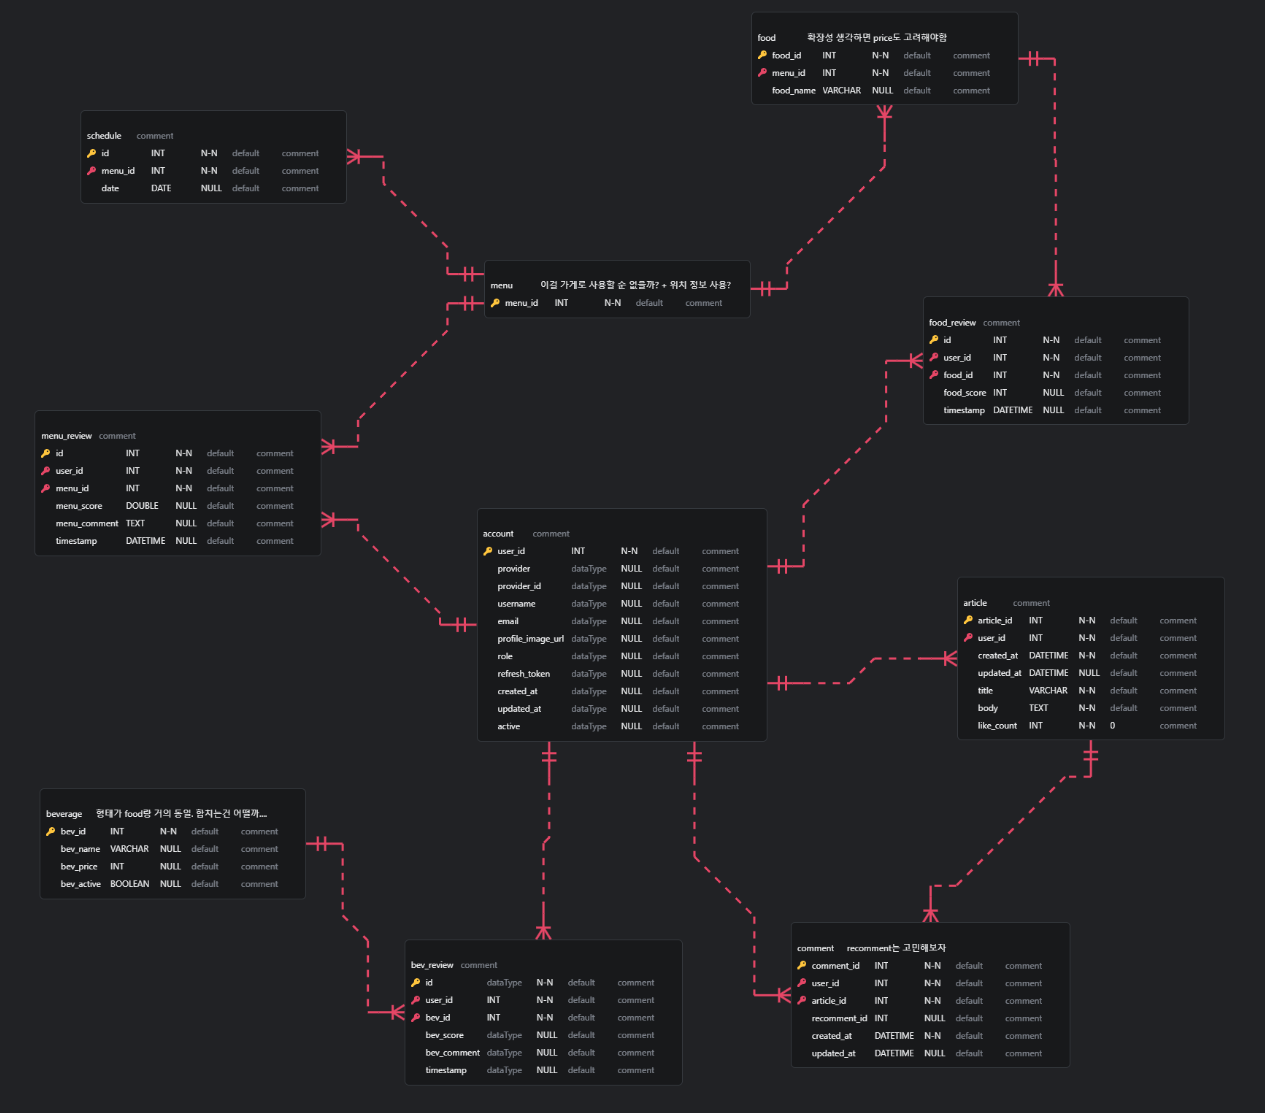 food 확장성 생각하면 price도 고려해야함
food_id INT N-N default comment
menu_id INT N-N default comment
food_name VARCHAR NULL default comment
schedule comment
id INT N-N default comment
menu_id INT N-N default comment
date DATE NULL default comment
menu 이걸 가게로 사용할 순 없을까? + 위치 정보 사용?
menu_id INT N-N default comment
food_review comment
id INT N-N default comment
user_id INT N-N default comment
food_id INT N-N default comment
food_score INT NULL default comment
timestamp DATETIME NULL default comment
menu_review comment
id INT N-N default comment
user_id INT N-N default comment
menu_id INT N-N default comment
menu_score DOUBLE NULL default comment
menu_comment TEXT NULL default comment
timestamp DATETIME NULL default comment
account comment
user_id INT N-N default comment
provider dataType NULL default comment
provider_id dataType NULL default comment
username dataType NULL default comment
email dataType NULL default comment
profile_image_url dataType NULL default comment
role dataType NULL default comment
refresh_token dataType NULL default comment
created_at dataType NULL default comment
updated_at dataType NULL default comment
active dataType NULL default comment
article comment
article_id INT N-N default comment
user_id INT N-N default comment
created_at DATETIME N-N default comment
updated_at DATETIME NULL default comment
title VARCHAR N-N default comment
body TEXT N-N default comment
like_count INT N-N 0 comment
beverage 형태가 food랑 거의 동일. 합치는건 어떨까....
bev_id INT N-N default comment
bev_name VARCHAR NULL default comment
bev_price INT NULL default comment
bev_active BOOLEAN NULL default comment
bev_review comment
id dataType N-N default comment
user_id INT N-N default comment
bev_id INT N-N default comment
bev_score dataType NULL default comment
bev_comment dataType NULL default comment
timestamp dataType NULL default comment
comment recomment는 고민해보자
comment_id INT N-N default comment
user_id INT N-N default comment
article_id INT N-N default comment
recomment_id INT NULL default comment
created_at DATETIME N-N default comment
updated_at DATETIME NULL default comment